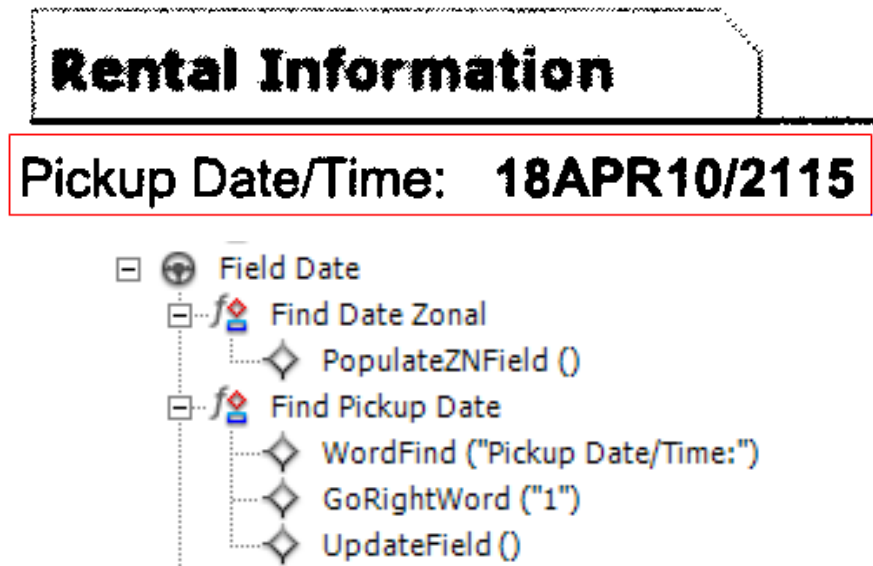 Rental Information
Pickup Date/Time: 18APR10/2115
Field Date
Find Date Zonal
PopulateZNField ()
Find Pickup Date
WordFind ("Pickup Date/Time:")
GoRightWord ("1")
UpdateField ()